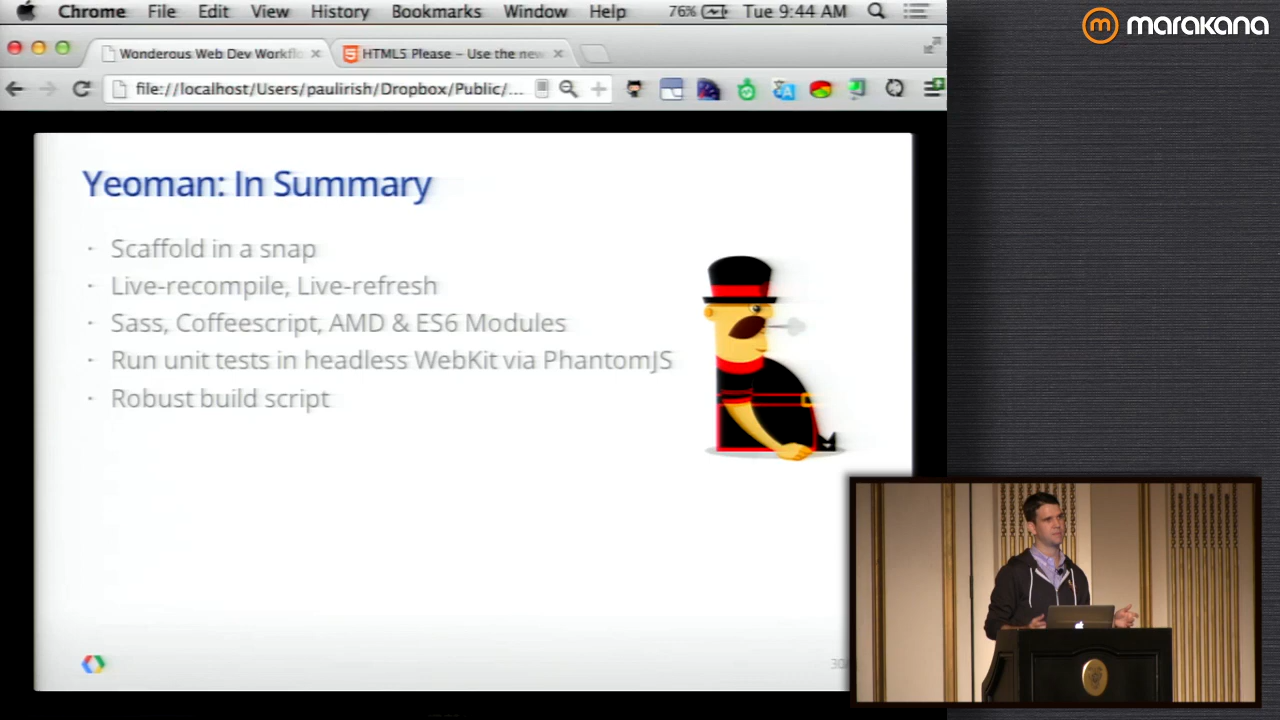 Chrome File Edit View History Bookmarks Window Help 76% Tue 9:44 AM
marakana
Wonderous Web Dev Workfl
HTML5 Please - Use the new
file://localhost/Users/paulirish/Dropbox/Public/...
Yeoman: In Summary
· Scaffold in a snap
· Live-recompile, Live-refresh
· Sass, Coffeescript, AMD & ES6 Modules
· Run unit tests in headless WebKit via PhantomJS
· Robust build script